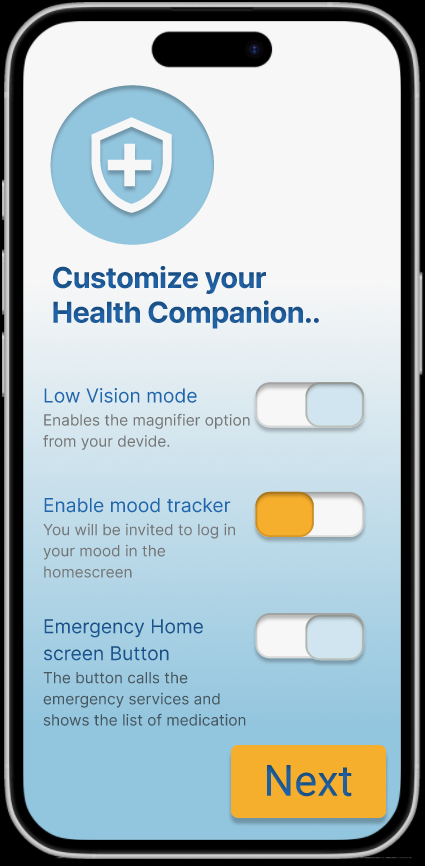 Customize your
Health Companion..
Low Vision mode
Enables the magnifier option
from your devide.
Enable mood tracker
You will be invited to log in
your mood in the
homescreen
Emergency Home
screen Button
The button calls the
emergency services and
shows the list of medication
Next